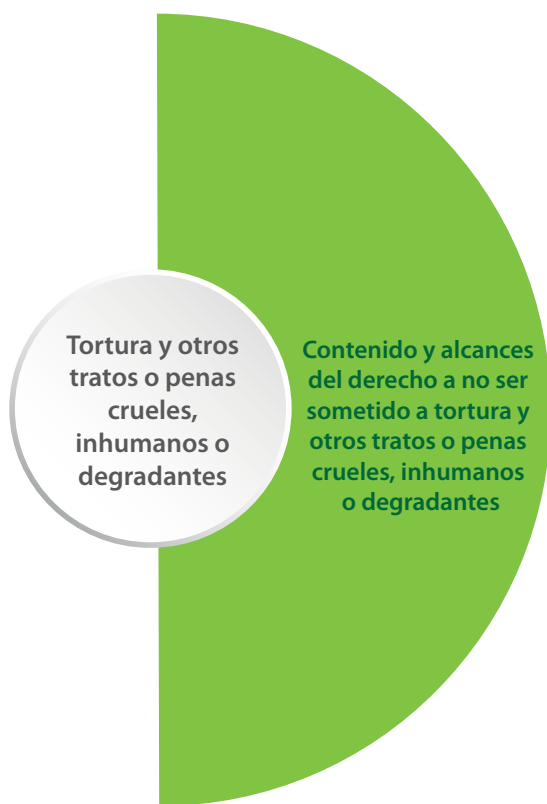 Tortura y otros
tratos o penas
crueles,
inhumanos o
degradantes
Contenido y alcances
del derecho a no ser
sometido a tortura y
otros tratos o penas
crueles, inhumanos
o degradantes